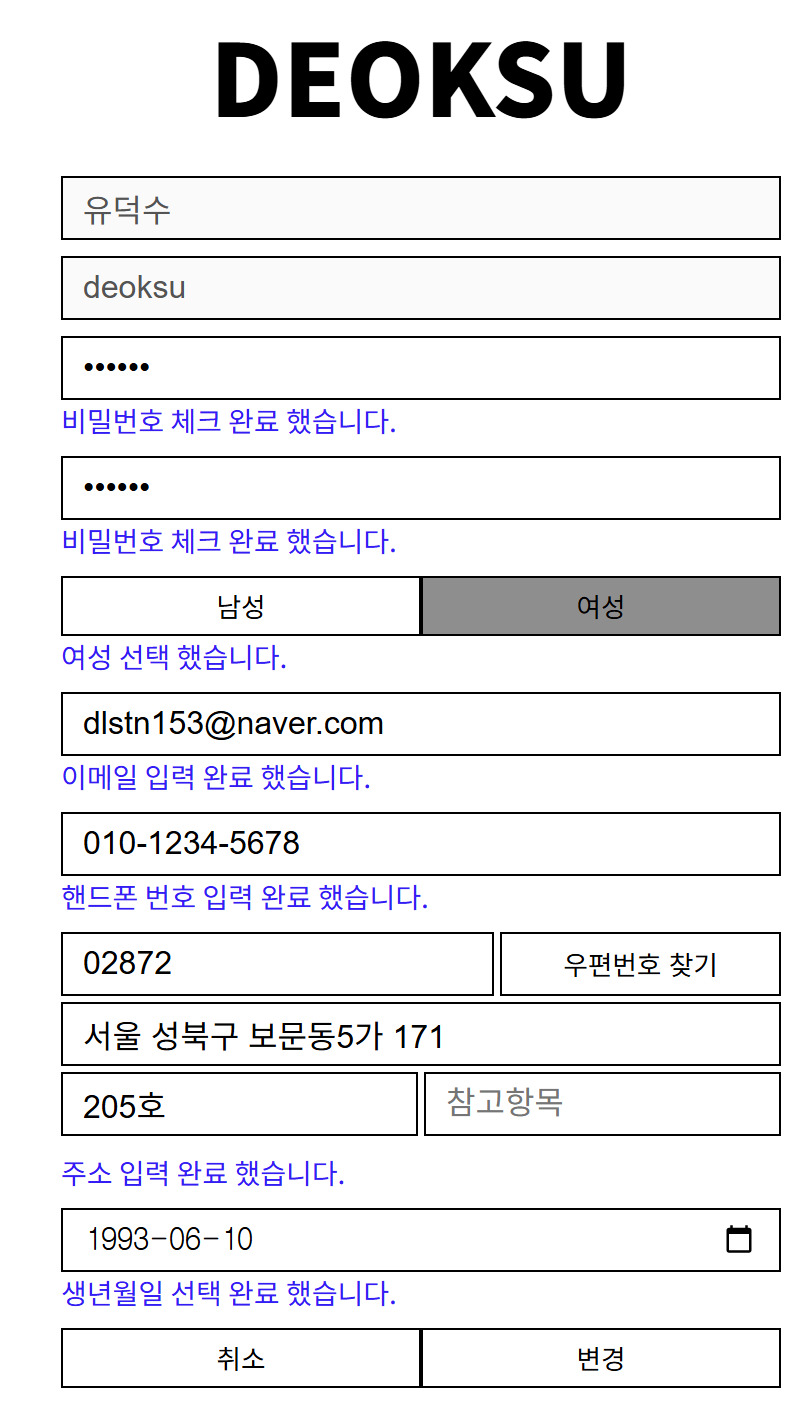 DEOKSU
유덕수
deoksu
••••••
비밀번호 체크 완료 했습니다.
••••••
비밀번호 체크 완료 했습니다.
남성 여성
여성 선택 했습니다.
dlstn153@naver.com
이메일 입력 완료 했습니다.
010-1234-5678
핸드폰 번호 입력 완료 했습니다.
02872 우편번호 찾기
서울 성북구 보문동5가 171
205호 참고항목
주소 입력 완료 했습니다.
1993-06-10
생년월일 선택 완료 했습니다.
취소 변경